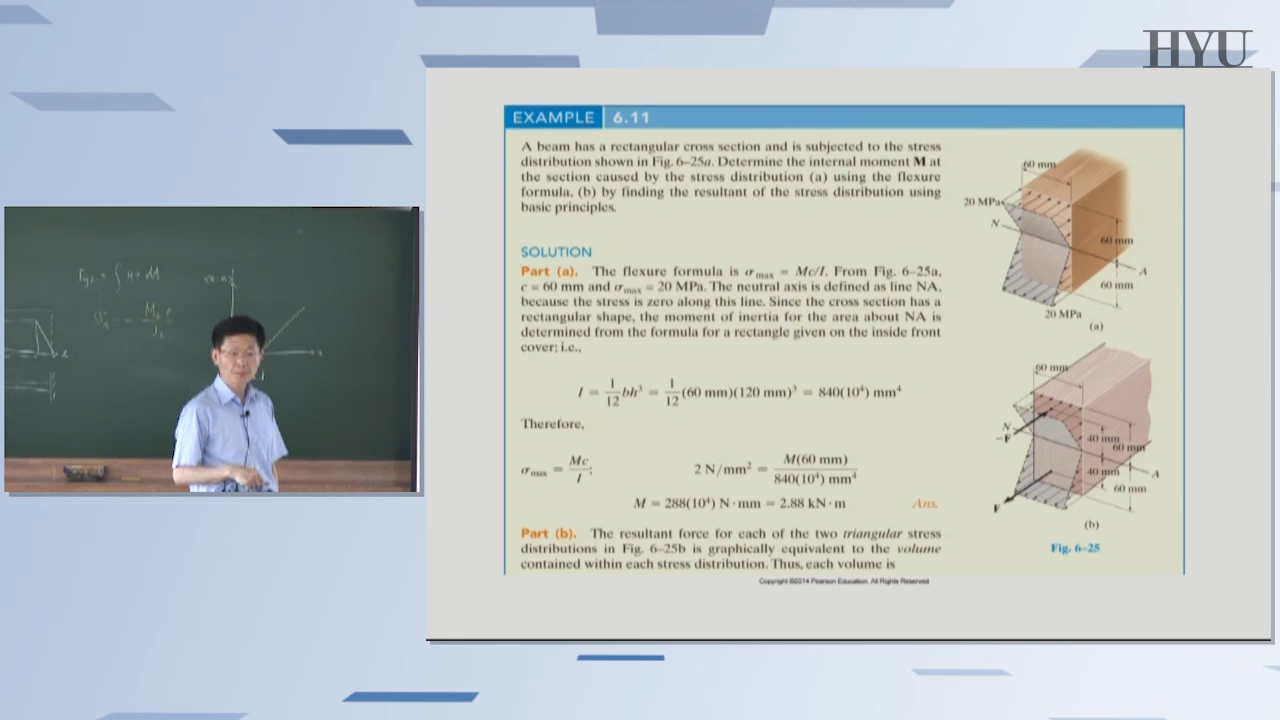 HYU
EXAMPLE 6.11
A beam has a rectangular cross section and is subjected to the stress
distribution shown in Fig. 6–25a. Determine the internal moment M at
the section caused by the stress distribution (a) using the flexure
formula, (b) by finding the resultant of the stress distribution using
basic principles.
SOLUTION
Part (a). The flexure formula is σmax = Mc/I. From Fig. 6–25a,
c = 60 mm and σmax = 20 MPa. The neutral axis is defined as line NA,
because the stress is zero along this line. Since the cross section has a
rectangular shape, the moment of inertia for the area about NA is
determined from the formula for a rectangle given on the inside front
cover; i.e.,
I = 1/12 bh³ = 1/12 (60 mm)(120 mm)³ = 840(10⁴) mm⁴
Therefore,
σmax = Mc/I; 2 N/mm² = M(60 mm)/840(10⁴) mm⁴
M = 288(10⁴) N·mm = 2.88 kN·m Ans.
Part (b). The resultant force for each of the two triangular stress
distributions in Fig. 6–25b is graphically equivalent to the volume
contained within each stress distribution. Thus, each volume is
60 mm
20 MPa
N
60 mm
A
60 mm
20 MPa
(a)
60 mm
N
–F
40 mm
60 mm
40 mm
A
60 mm
F
(b)
Fig. 6–25
Copyright ©2014 Pearson Education, All Rights Reserved